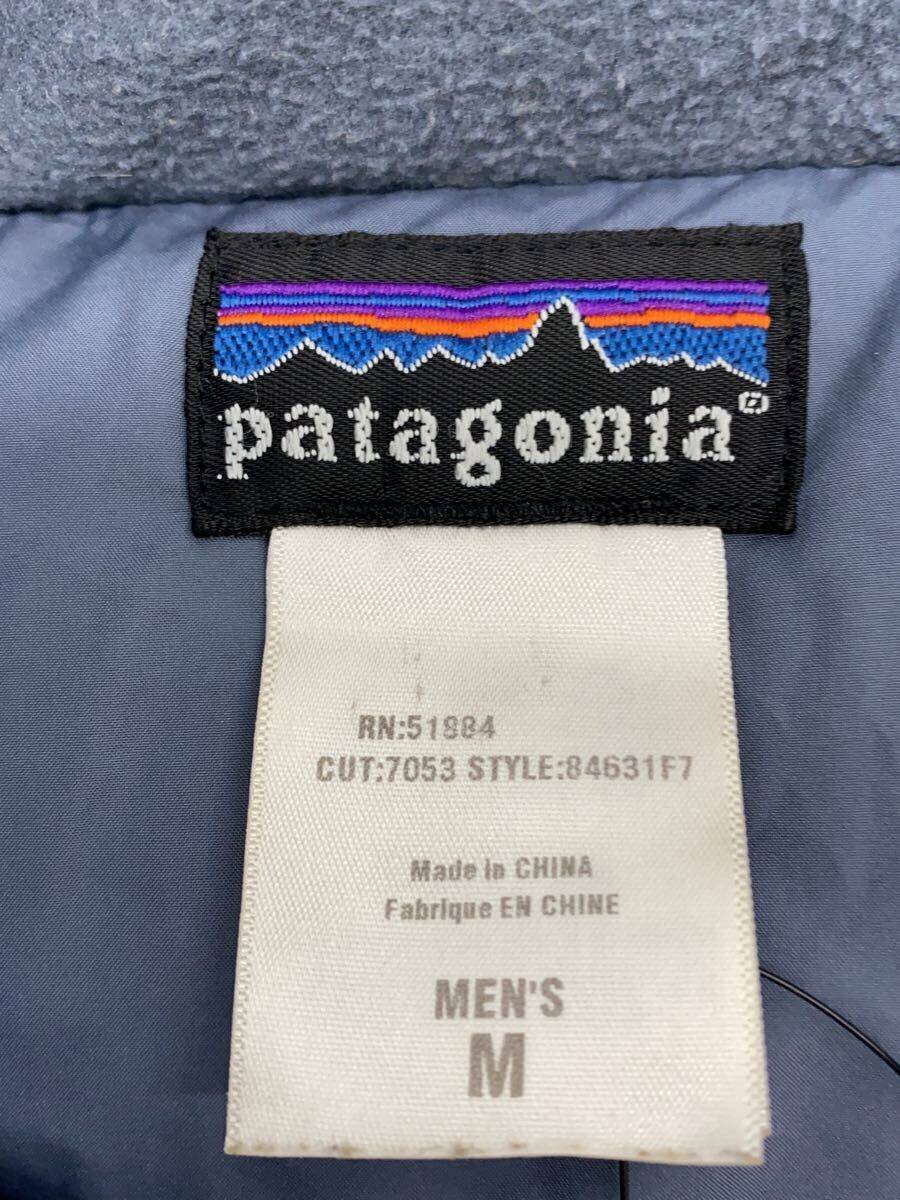 patagonia®
RN:51884
CUT:7053 STYLE:84631F7
Made in CHINA
Fabrique EN CHINE
MEN'S
M